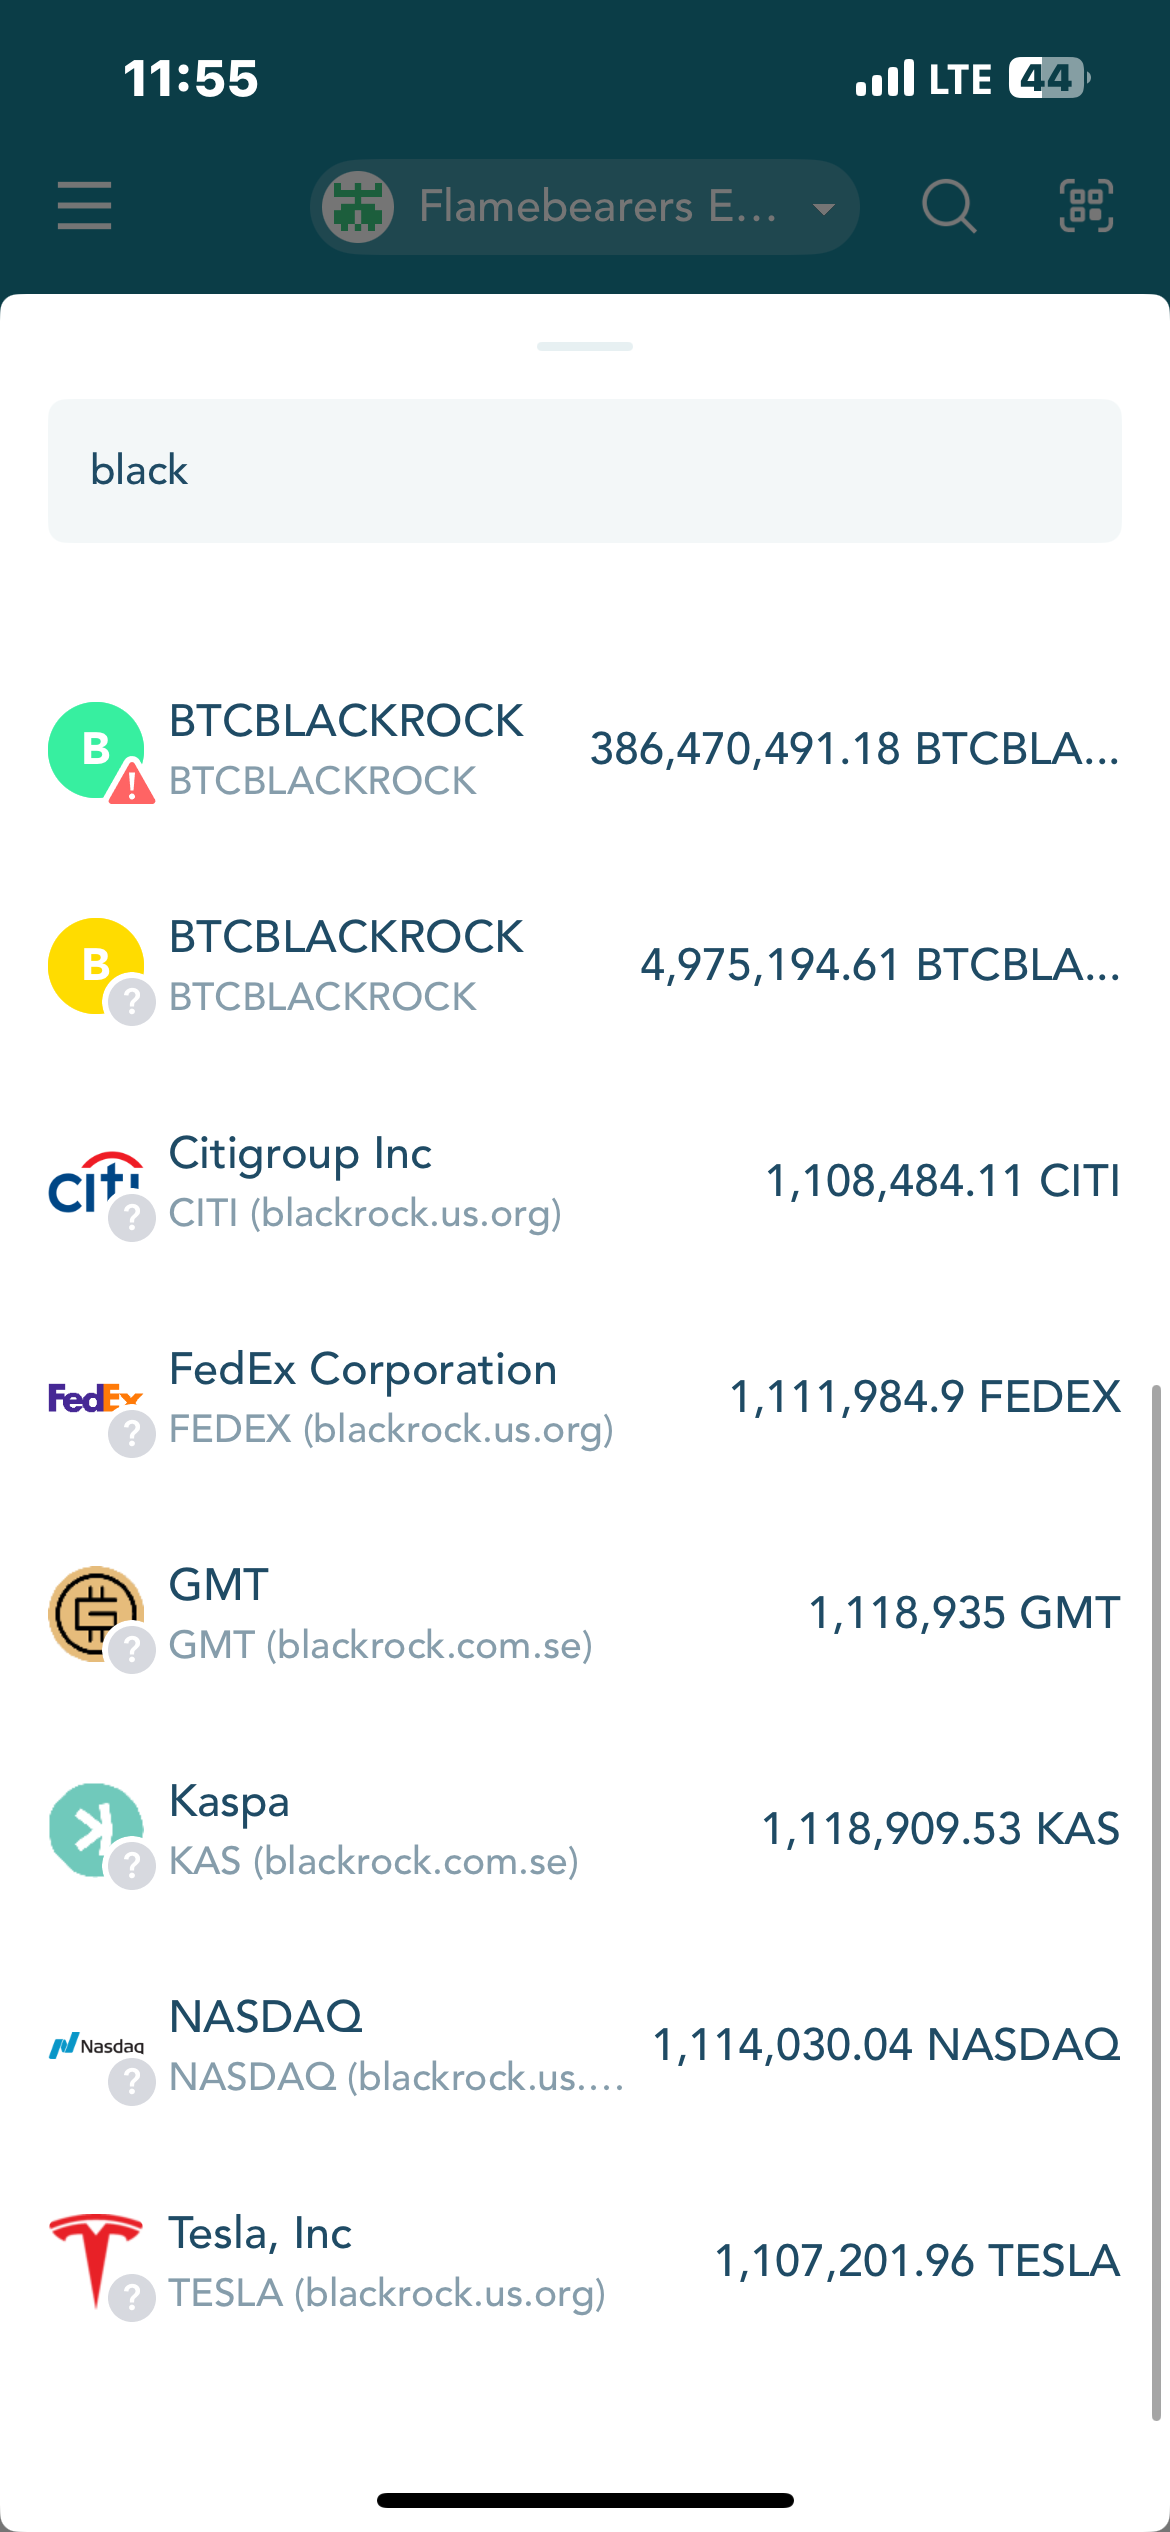 11:55
LTE 44
Flamebearers E...
black
B
BTCBLACKROCK
BTCBLACKROCK
386,470,491.18 BTCBLA...
B
?
BTCBLACKROCK
BTCBLACKROCK
4,975,194.61 BTCBLA...
citi
?
Citigroup Inc
CITI (blackrock.us.org)
1,108,484.11 CITI
FedEx
?
FedEx Corporation
FEDEX (blackrock.us.org)
1,111,984.9 FEDEX
?
GMT
GMT (blackrock.com.se)
1,118,935 GMT
?
Kaspa
KAS (blackrock.com.se)
1,118,909.53 KAS
Nasdaq
?
NASDAQ
NASDAQ (blackrock.us....
1,114,030.04 NASDAQ
?
Tesla, Inc
TESLA (blackrock.us.org)
1,107,201.96 TESLA